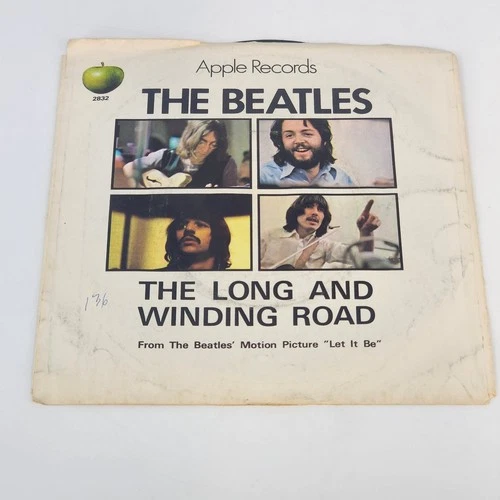 Apple Records
2832
THE BEATLES
136
THE LONG AND
WINDING ROAD
From The Beatles' Motion Picture "Let It Be"